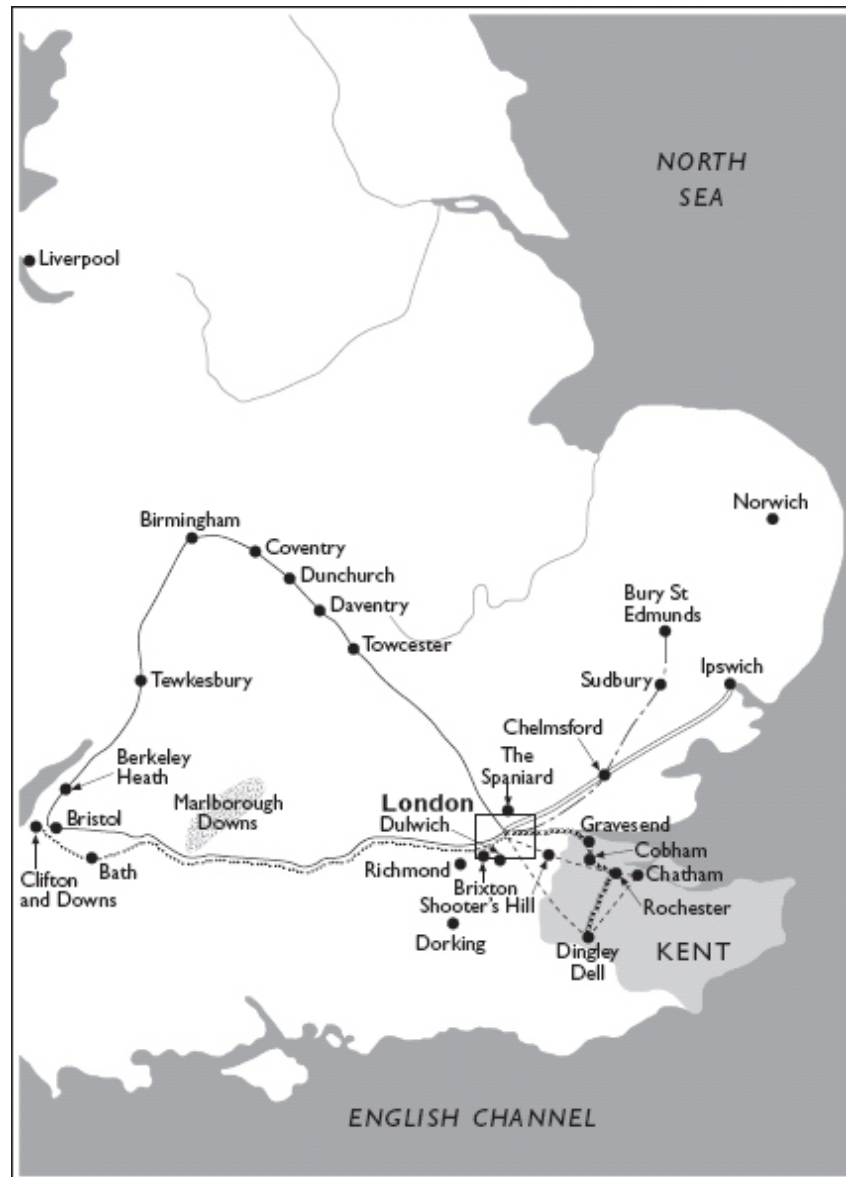 NORTH
SEA
Liverpool
Norwich
Birmingham
Coventry
Dunchurch
Daventry
Towcester
Bury St
Edmunds
Sudbury
Ipswich
Tewkesbury
Chelmsford
The
Spaniard
Berkeley
Heath
Marlborough
Downs
London
Dulwich
Bristol
Gravesend
Cobham
Clifton
and Downs
Bath
Richmond
Brixton
Shooter's Hill
Chatham
Rochester
Dorking
Dingley
Dell
KENT
ENGLISH CHANNEL